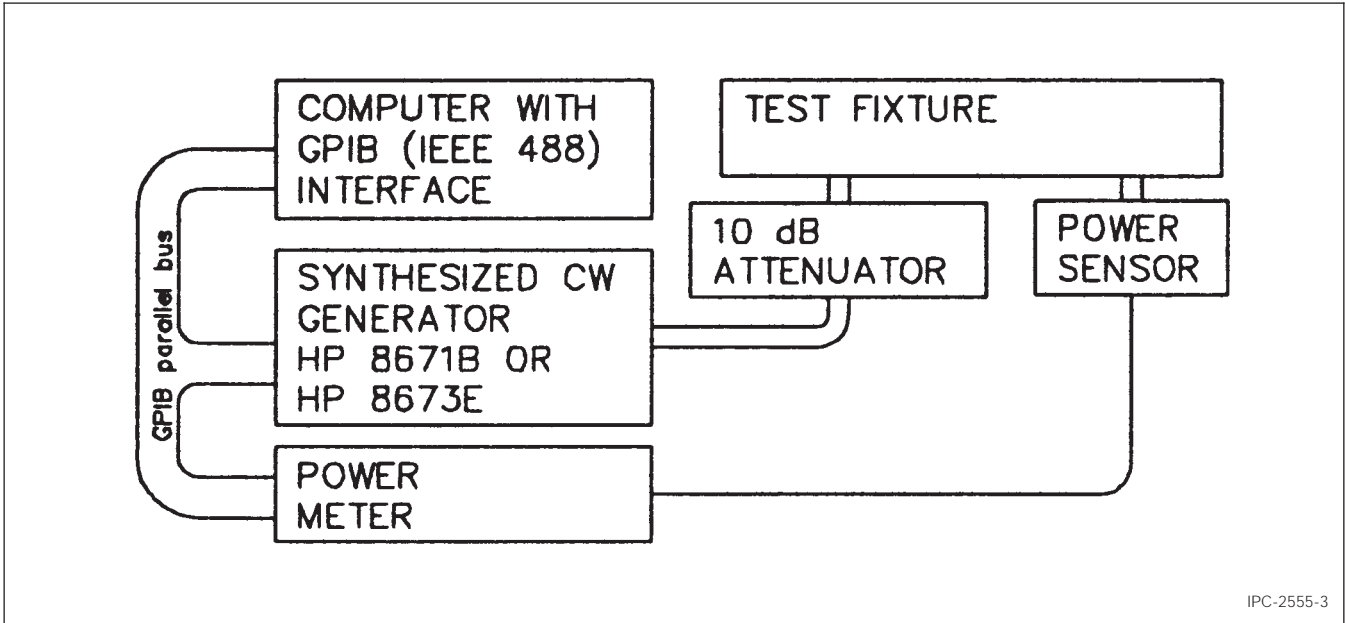 COMPUTER WITH
GPIB (IEEE 488)
INTERFACE
TEST FIXTURE
10 dB
ATTENUATOR
POWER
SENSOR
SYNTHESIZED CW
GENERATOR
HP 8671B OR
HP 8673E
POWER
METER
GPIB parallel bus
IPC-2555-3